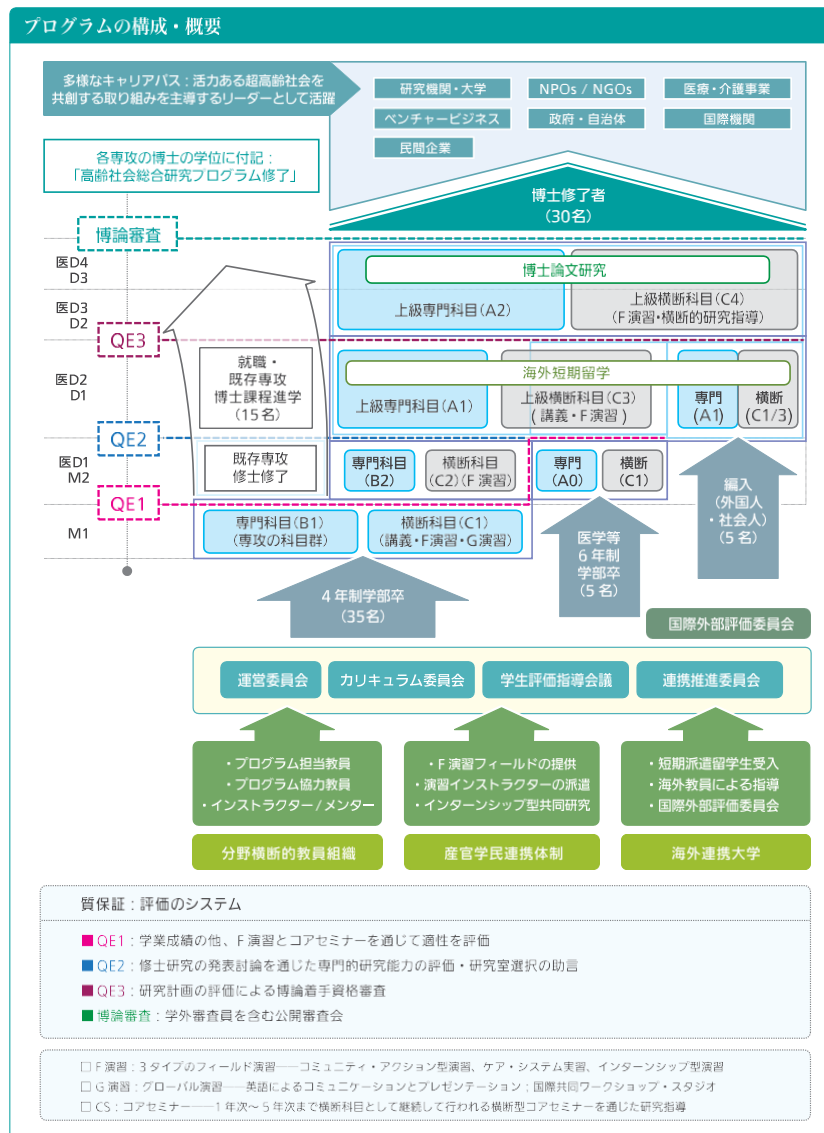 プログラムの構成・概要
多様なキャリアパス：活力ある超高齢社会を
共創する取り組みを主導するリーダーとして活躍
研究機関・大学
NPOs / NGOs
医療・介護事業
ベンチャービジネス
政府・自治体
国際機関
民間企業
各専攻の博士の学位に付記：
「高齢社会総合研究プログラム修了」
博士修了者
（30名）
博論審査
医D4
D3
博士論文研究
上級専門科目（A2）
上級横断科目（C4）
（F 演習・横断的研究指導）
医D3
D2
QE3
就職・
既存専攻
博士課程進学
（15名）
海外短期留学
医D2
D1
上級専門科目（A1）
上級横断科目（C3）
( 講義・F演習 )
専門
（A1）
横断
（C1/3）
QE2
医D1
M2
既存専攻
修士修了
専門科目
（B2）
横断科目
（C2）（F 演習）
専門
（A0）
横断
（C1）
編入
（外国人
・社会人）
（5 名）
QE1
M1
専門科目（B1）
（専攻の科目群）
横断科目（C1）
（講義・F演習・G演習）
医学等
6 年制
学部卒
（5 名）
4 年制学部卒
（35名）
国際外部評価委員会
運営委員会
カリキュラム委員会
学生評価指導会議
連携推進委員会
・プログラム担当教員
・プログラム協力教員
・インストラクター / メンター
・F 演習フィールドの提供
・演習インストラクターの派遣
・インターンシップ型共同研究
・短期派遣留学生受入
・海外教員による指導
・国際外部評価委員会
分野横断的教員組織
産官学民連携体制
海外連携大学
質保証：評価のシステム
■ QE1：学業成績の他、F 演習とコアセミナーを通じて適性を評価
■ QE2：修士研究の発表討論を通じた専門的研究能力の評価・研究室選択の助言
■ QE3：研究計画の評価による博論着手資格審査
■ 博論審査：学外審査員を含む公開審査会
□ F 演習：3 タイプのフィールド演習──コミュニティ・アクション型演習、ケア・システム実習、インターンシップ型演習
□ G 演習：グローバル演習──英語によるコミュニケーションとプレゼンテーション；国際共同ワークショップ・スタジオ
□ CS：コアセミナー──1 年次～ 5 年次まで横断科目として継続して行われる横断型コアセミナーを通じた研究指導